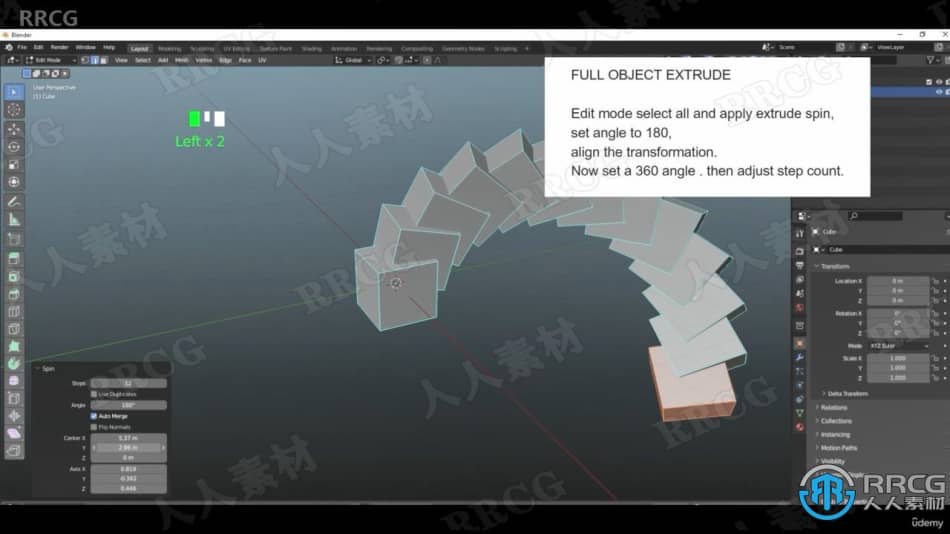 RRCG
Blender
File Edit Render Window Help
Layout Modeling Sculpting UV Editing Texture Paint Shading Animation Rendering Compositing Geometry Nodes Scripting +
Scene
ViewLayer
Edit Mode
View Select Add Mesh Vertex Edge Face UV
Global
User Perspective
(1) Cube
Left x 2
FULL OBJECT EXTRUDE
Edit mode select all and apply extrude spin,
set angle to 180,
align the transformation.
Now set a 360 angle . then adjust step count.
Cube
Cube
Transform
Location X 0 m
Y 0 m
Z 0 m
Rotation X 0°
Y 0°
Z 0°
Mode XYZ Euler
Scale X 1.000
Y 1.000
Z 1.000
Delta Transform
Relations
Collections
Instancing
Motion Paths
Visibility
Spin
Steps 12
Use Duplicates
Angle 180°
Auto Merge
Flip Normals
Center X 5.37 m
Y 2.86 m
Z 0 m
Axis X 0.819
Y -0.362
Z 0.446
RRCG
人人素材
udemy